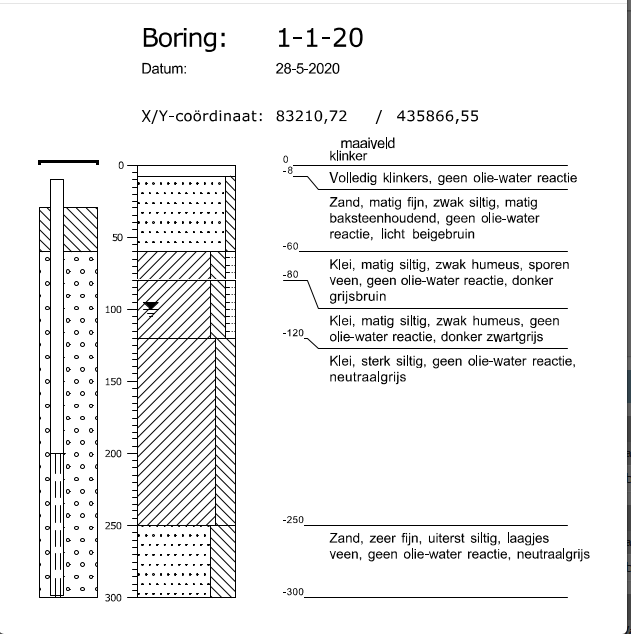 Boring: 1-1-20
Datum: 28-5-2020
X/Y-coördinaat: 83210,72 / 435866,55
maaiveld
0 0 klinker
-8 Volledig klinkers, geen olie-water reactie
Zand, matig fijn, zwak siltig, matig
baksteenhoudend, geen olie-water
reactie, licht beigebruin
50
-60
Klei, matig siltig, zwak humeus, sporen
-80 veen, geen olie-water reactie, donker
grijsbruin
100
Klei, matig siltig, zwak humeus, geen
-120 olie-water reactie, donker zwartgrijs
Klei, sterk siltig, geen olie-water reactie,
150 neutraalgrijs
200
250 -250
Zand, zeer fijn, uiterst siltig, laagjes
veen, geen olie-water reactie, neutraalgrijs
300 -300